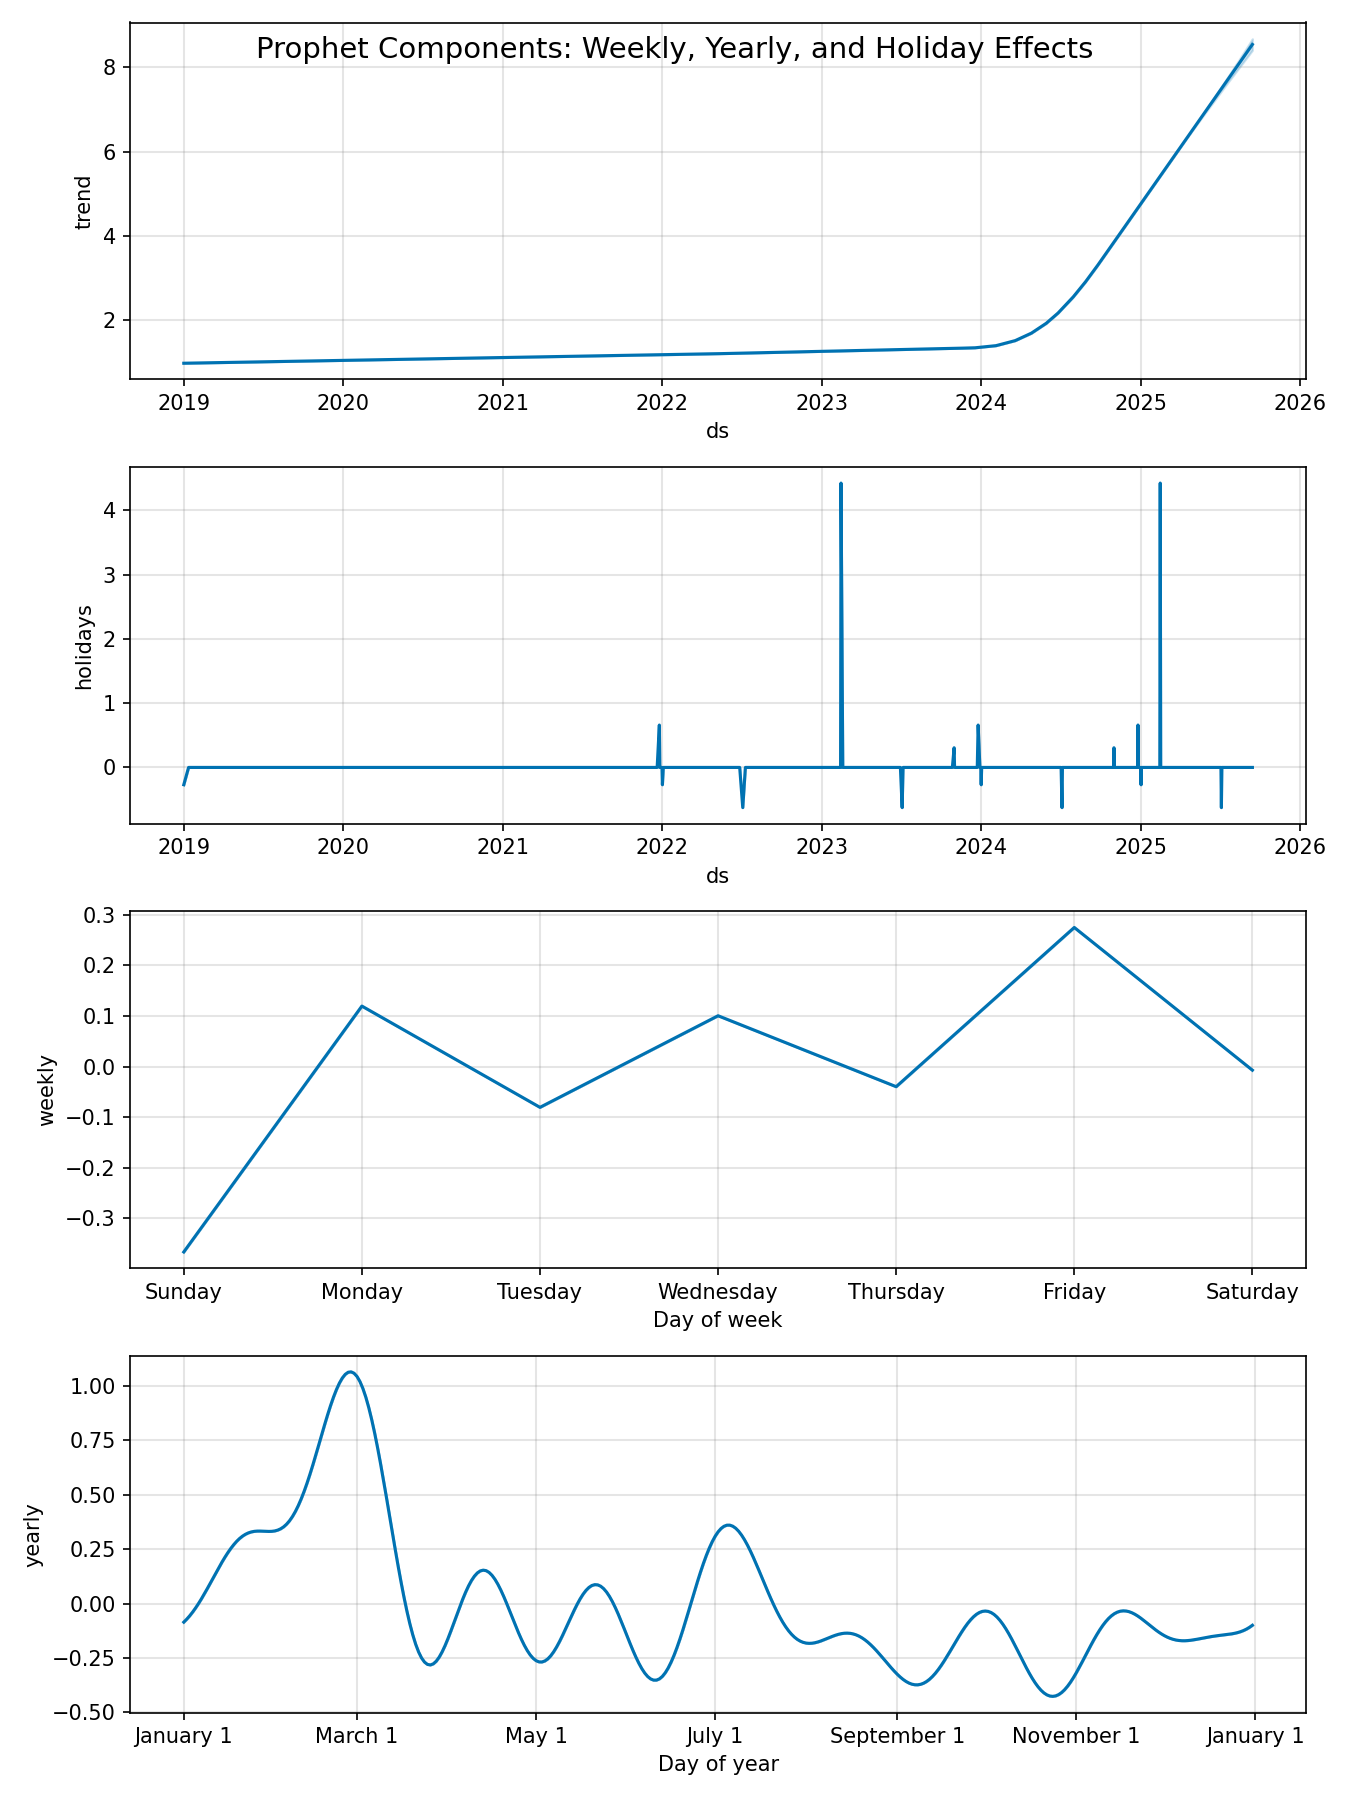 Prophet Components: Weekly, Yearly, and Holiday Effects
8
6
4
2
trend
2019 2020 2021 2022 2023 2024 2025 2026
ds
4
3
2
1
0
holidays
2019 2020 2021 2022 2023 2024 2025 2026
ds
0.3
0.2
0.1
0.0
−0.1
−0.2
−0.3
weekly
Sunday Monday Tuesday Wednesday Thursday Friday Saturday
Day of week
1.00
0.75
0.50
0.25
0.00
−0.25
−0.50
yearly
January 1 March 1 May 1 July 1 September 1 November 1 January 1
Day of year